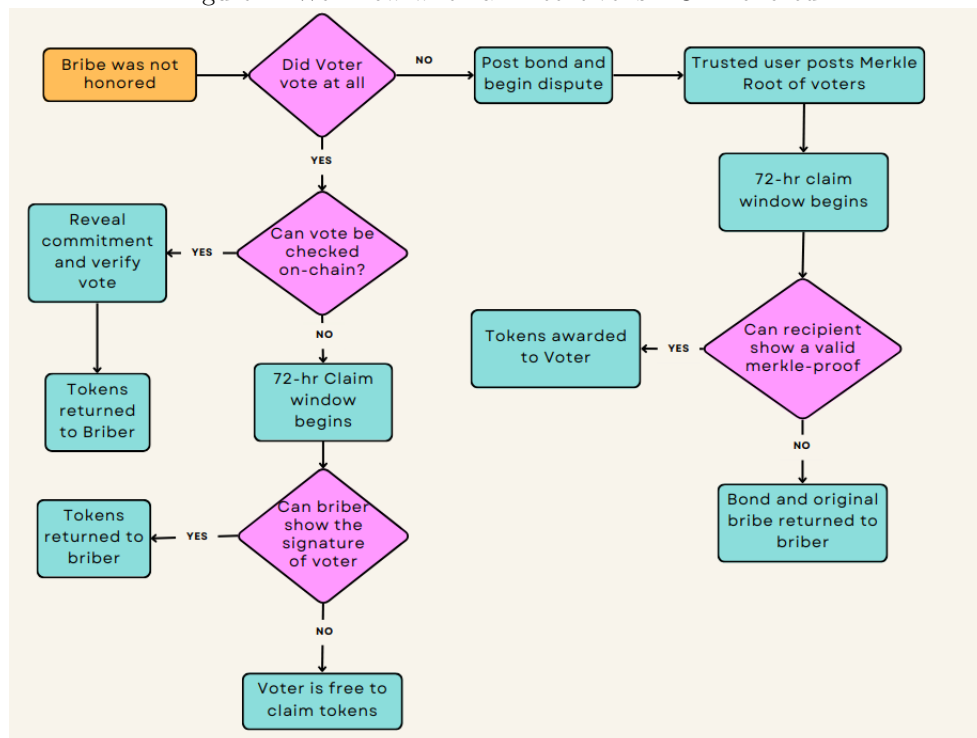 Bribe was not
honored
Did Voter
vote at all
NO
Post bond and
begin dispute
Trusted user posts Merkle
Root of voters
YES
72-hr claim
window begins
Can vote be
checked
on-chain?
YES
Reveal
commitment
and verify
vote
NO
Tokens
returned
to Briber
72-hr Claim
window
begins
Can recipient
show a valid
merkle-proof
YES
Tokens awarded
to Voter
NO
Bond and original
bribe returned to
briber
Can briber
show the
signature
of voter
YES
Tokens
returned to
briber
NO
Voter is free to
claim tokens